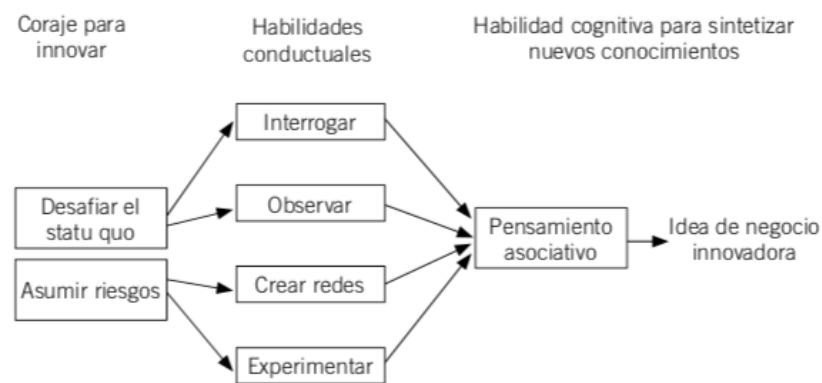 Coraje para
innovar
Habilidades
conductuales
Habilidad cognitiva para sintetizar
nuevos conocimientos
Interrogar
Desafiar el
statu quo
Observar
Pensamiento
asociativo
Idea de negocio
innovadora
Asumir riesgos
Crear redes
Experimentar